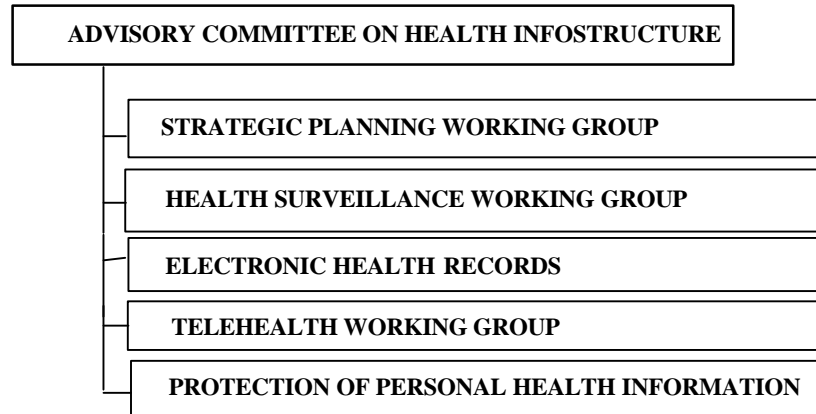 ADVISORY COMMITTEE ON HEALTH INFOSTRUCTURE
STRATEGIC PLANNING WORKING GROUP
HEALTH SURVEILLANCE WORKING GROUP
ELECTRONIC HEALTH RECORDS
TELEHEALTH WORKING GROUP
PROTECTION OF PERSONAL HEALTH INFORMATION